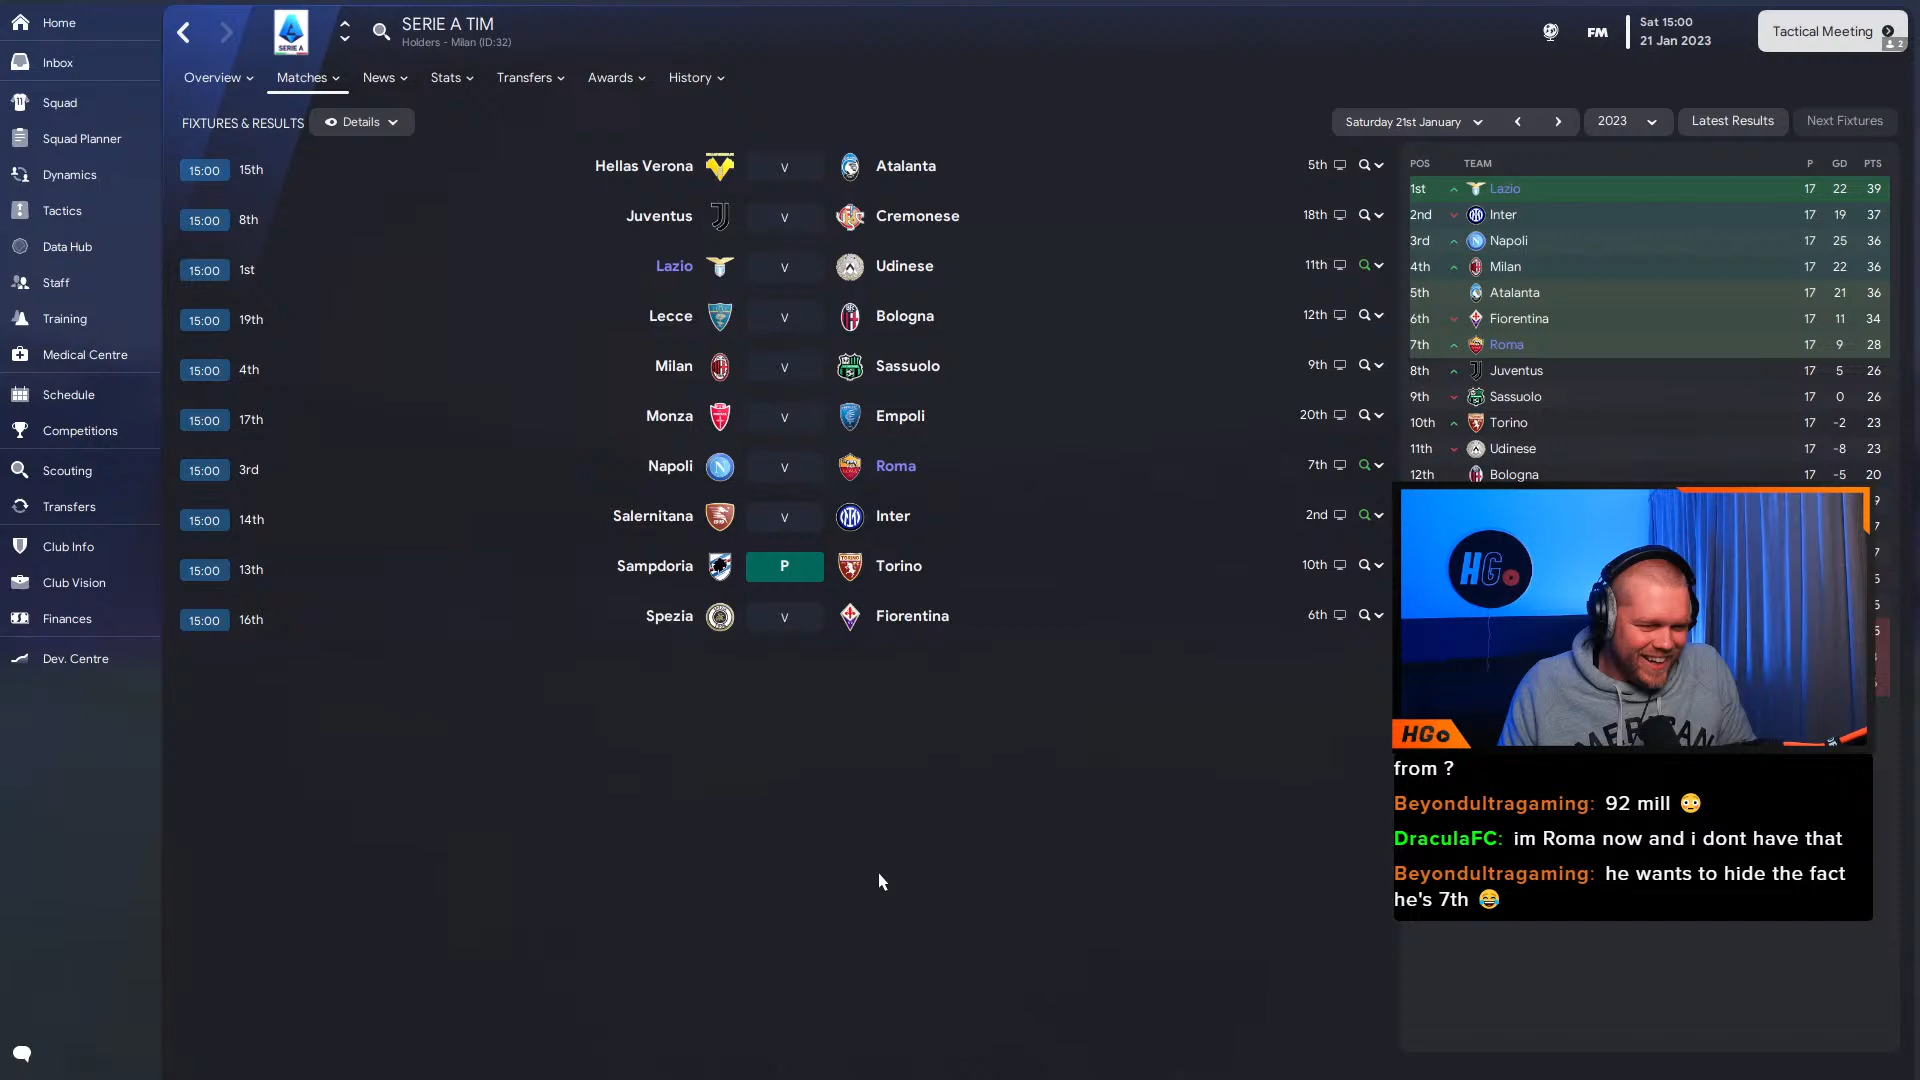 Home
Inbox
Squad
Squad Planner
Dynamics
Tactics
Data Hub
Staff
Training
Medical Centre
Schedule
Competitions
Scouting
Transfers
Club Info
Club Vision
Finances
Dev. Centre
SERIE A
SERIE A TIM
Holders - Milan (ID:32)
FM
Sat 15:00
21 Jan 2023
Tactical Meeting
2
Overview Matches News Stats Transfers Awards History
FIXTURES & RESULTS Details
Saturday 21st January 2023 Latest Results Next Fixtures
15:00 15th Hellas Verona v Atalanta 5th
15:00 8th Juventus v Cremonese 18th
15:00 1st Lazio v Udinese 11th
15:00 19th Lecce v Bologna 12th
15:00 4th Milan v Sassuolo 9th
15:00 17th Monza v Empoli 20th
15:00 3rd Napoli v Roma 7th
15:00 14th Salernitana v Inter 2nd
15:00 13th Sampdoria P Torino 10th
15:00 16th Spezia v Fiorentina 6th
POS TEAM P GD PTS
1st Lazio 17 22 39
2nd Inter 17 19 37
3rd Napoli 17 25 36
4th Milan 17 22 36
5th Atalanta 17 21 36
6th Fiorentina 17 11 34
7th Roma 17 9 28
8th Juventus 17 5 26
9th Sassuolo 17 0 26
10th Torino 17 -2 23
11th Udinese 17 -8 23
12th Bologna 17 -5 20
HG
HG
from ?
Beyondultragaming: 92 mill 😳
DraculaFC: im Roma now and i dont have that
Beyondultragaming: he wants to hide the fact
he's 7th 😂